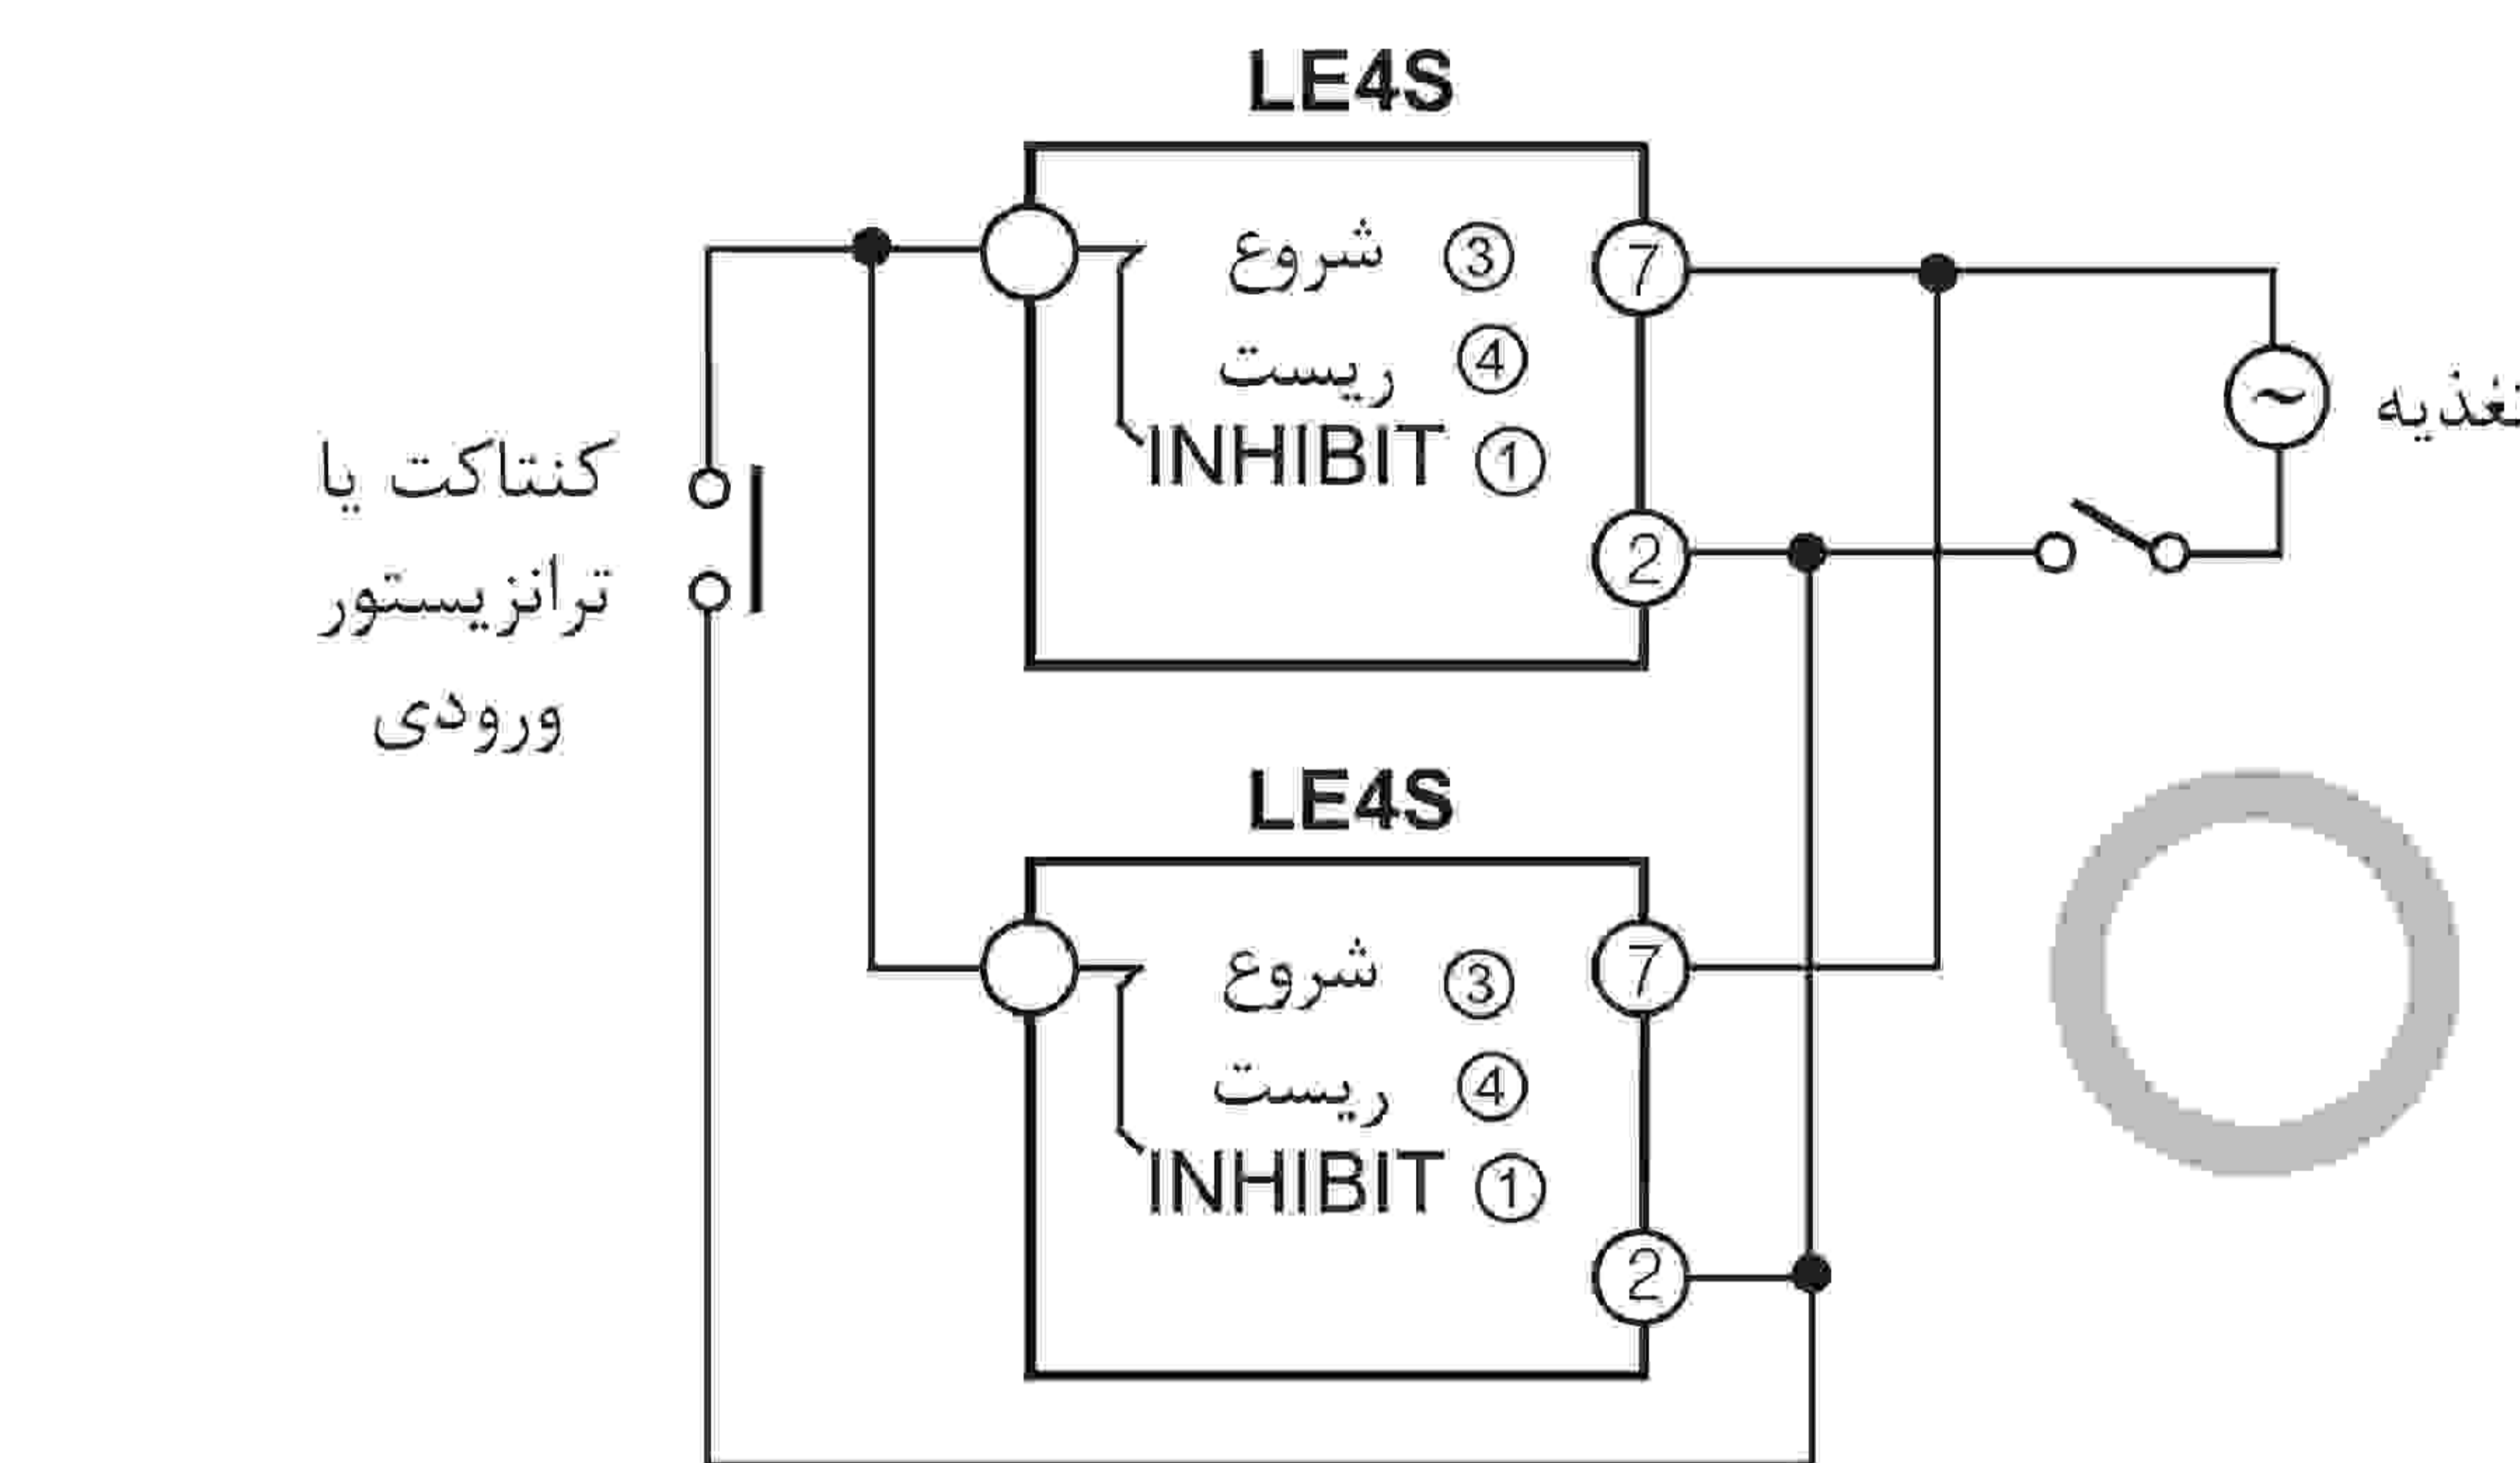 LE4S
شروع ③
7
ریست ④
INHIBIT ①
2
~
کنتاکت یا
ترانزیستور
ورودی
LE4S
شروع ③
7
ریست ④
INHIBIT ①
2